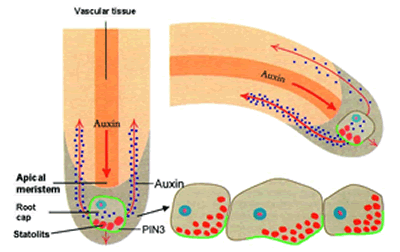 Vascular tissue
Auxin
Auxin
Apical
meristem
Auxin
Root
cap
Statolits
PIN3